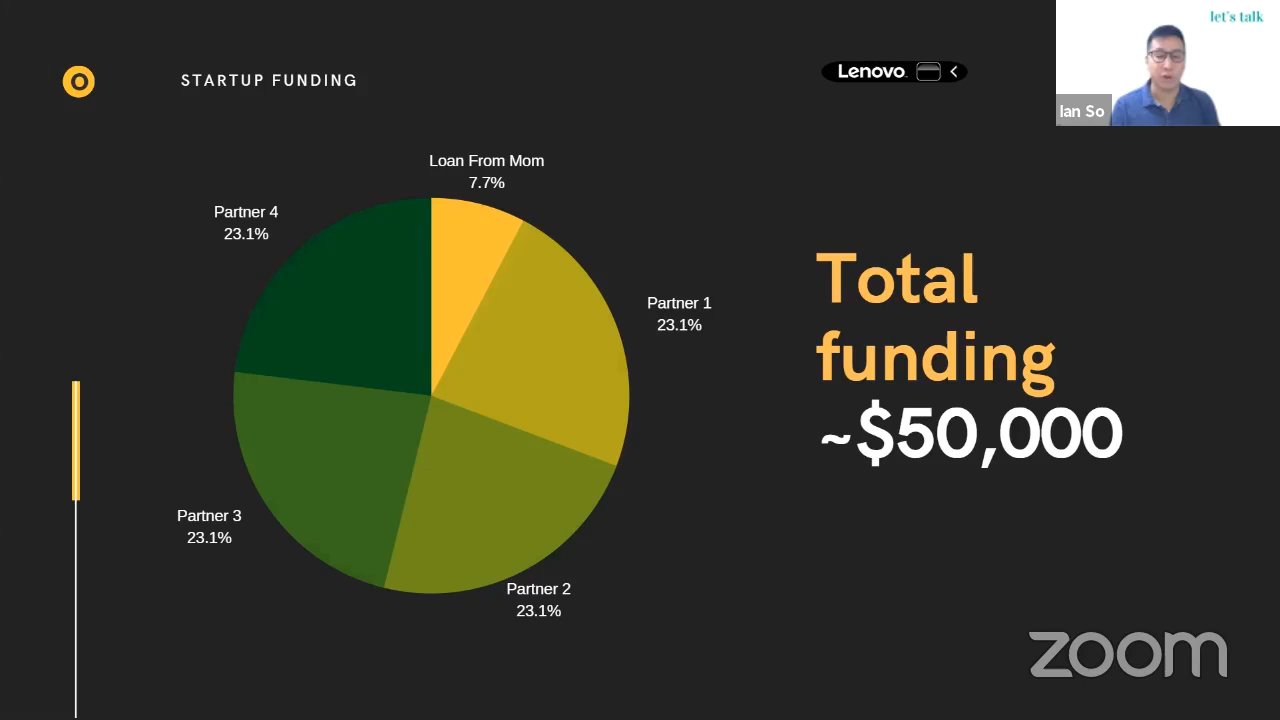 let's talk
Ian So
STARTUP FUNDING
Lenovo
Loan From Mom
7.7%
Partner 4
23.1%
Partner 1
23.1%
Total
funding
~$50,000
Partner 3
23.1%
Partner 2
23.1%
zoom